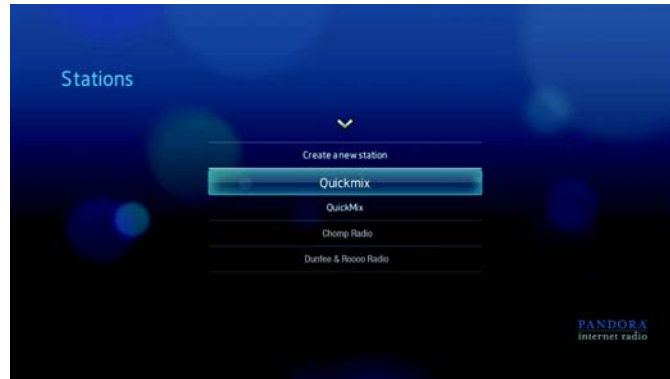 Stations
Create a new station
Quickmix
QuickMix
Chomp Radio
Dunfee & Roooo Radio
PANDORA
internet radio